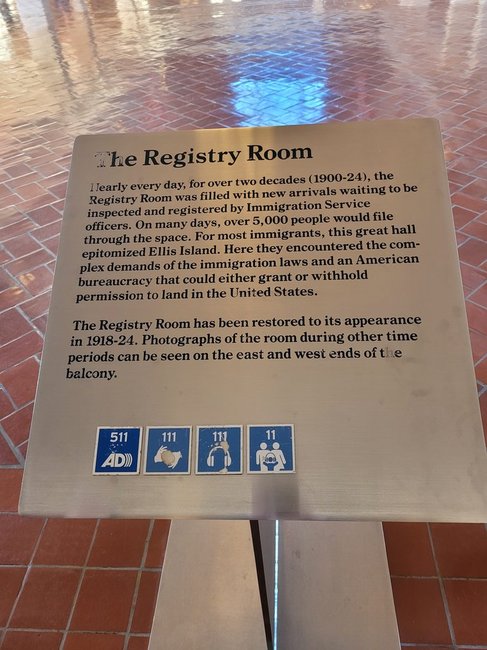 The Registry Room
Nearly every day, for over two decades (1900-24), the
Registry Room was filled with new arrivals waiting to be
inspected and registered by Immigration Service
officers. On many days, over 5,000 people would file
through the space. For most immigrants, this great hall
epitomized Ellis Island. Here they encountered the com-
plex demands of the immigration laws and an American
bureaucracy that could either grant or withhold
permission to land in the United States.
The Registry Room has been restored to its appearance
in 1918-24. Photographs of the room during other time
periods can be seen on the east and west ends of the
balcony.
511 111 111 11
AD)))